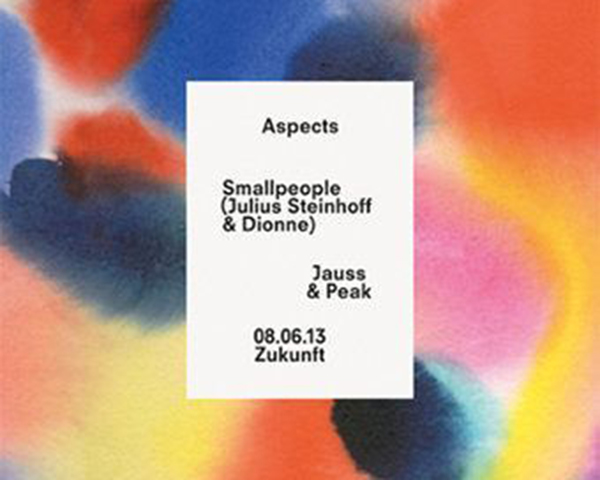 Aspects
Smallpeople
(Julius Steinhoff
& Dionne)
Jauss
& Peak
08.06.13
Zukunft